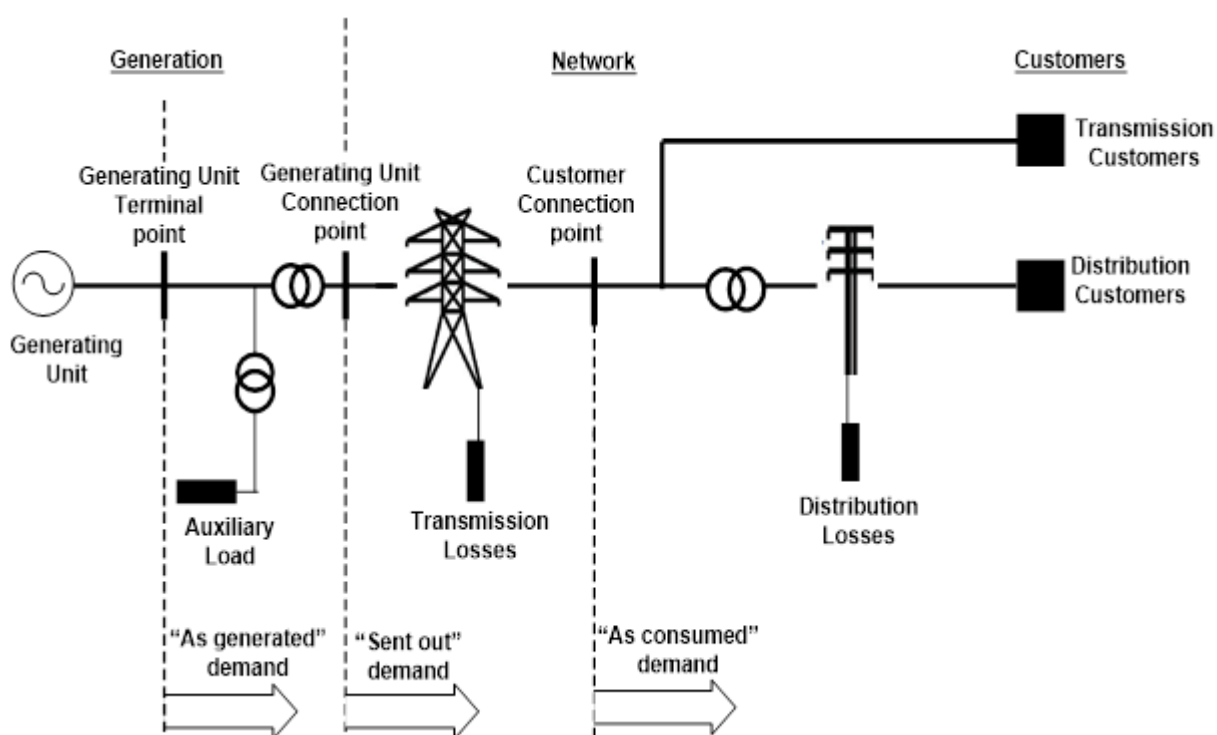 Generation
Network
Customers
Transmission
Customers
Generating Unit
Terminal
point
Generating Unit
Connection
point
Customer
Connection
point
Distribution
Customers
Generating
Unit
Auxiliary
Load
Transmission
Losses
Distribution
Losses
“As generated”
demand
“Sent out”
demand
“As consumed”
demand